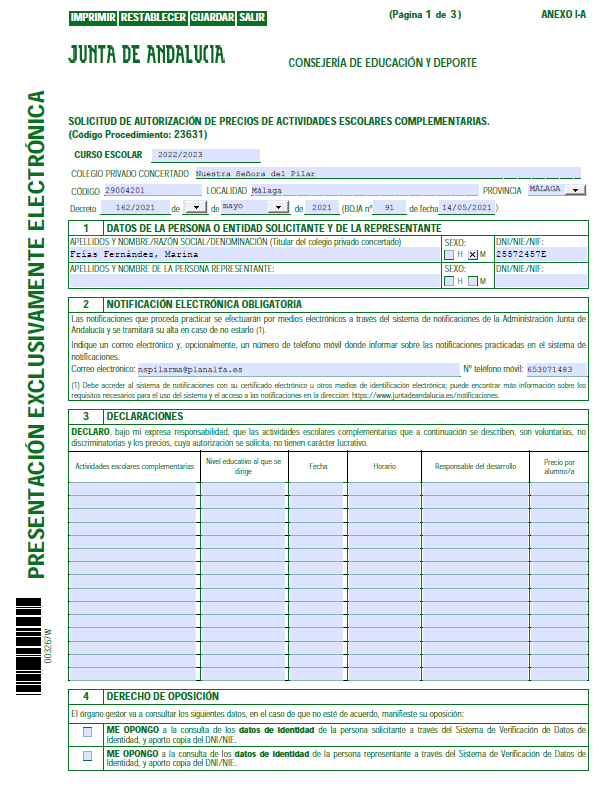 IMPRIMIR RESTABLECER GUARDAR SALIR
(Página 1 de 3)
ANEXO I-A
JUNTA DE ANDALUCIA
CONSEJERÍA DE EDUCACIÓN Y DEPORTE
SOLICITUD DE AUTORIZACIÓN DE PRECIOS DE ACTIVIDADES ESCOLARES COMPLEMENTARIAS.
(Código Procedimiento: 23631)
CURSO ESCOLAR 2022/2023
COLEGIO PRIVADO CONCERTADO Nuestra Señora del Pilar
CÓDIGO 29004201 LOCALIDAD Málaga PROVINCIA MÁLAGA
Decreto 162/2021 de de mayo de 2021 (BOJA nº 91 de fecha 14/05/2021 )
1 DATOS DE LA PERSONA O ENTIDAD SOLICITANTE Y DE LA REPRESENTANTE
APELLIDOS Y NOMBRE/RAZÓN SOCIAL/DENOMINACIÓN (Titular del colegio privado concertado) SEXO: DNI/NIE/NIF:
Frías Fernández, Marina H M 25572457E
APELLIDOS Y NOMBRE DE LA PERSONA REPRESENTANTE: SEXO: DNI/NIE/NIF:
H M
2 NOTIFICACIÓN ELECTRÓNICA OBLIGATORIA
Las notificaciones que proceda practicar se efectuarán por medios electrónicos a través del sistema de notificaciones de la Administración Junta de
Andalucía y se tramitará su alta en caso de no estarlo (1).
Indique un correo electrónico y, opcionalmente, un número de teléfono móvil donde informar sobre las notificaciones practicadas en el sistema de
notificaciones.
Correo electrónico: nspilarma@planalfa.es Nº teléfono móvil: 653071483
(1) Debe acceder al sistema de notificaciones con su certificado electrónico u otros medios de identificación electrónica; puede encontrar más información sobre los
requisitos necesarios para el uso del sistema y el acceso a las notificaciones en la dirección: https://www.juntadeandalucia.es/notificaciones.
3 DECLARACIONES
DECLARO, bajo mi expresa responsabilidad, que las actividades escolares complementarias que a continuación se describen, son voluntarias, no
discriminatorias y los precios, cuya autorización se solicita, no tienen carácter lucrativo.
Actividades escolares complementarias
Nivel educativo al que se
dirige
Fecha
Horario
Responsable del desarrollo
Precio por
alumno/a
4 DERECHO DE OPOSICIÓN
El órgano gestor va a consultar los siguientes datos, en el caso de que no esté de acuerdo, manifieste su oposición:
ME OPONGO a la consulta de los datos de identidad de la persona solicitante a través del Sistema de Verificación de Datos de
Identidad, y aporto copia del DNI/NIE.
ME OPONGO a la consulta de los datos de identidad de la persona representante a través del Sistema de Verificación de Datos de
Identidad, y aporto copia del DNI/NIE.
PRESENTACIÓN EXCLUSIVAMENTE ELECTRÓNICA
003267W